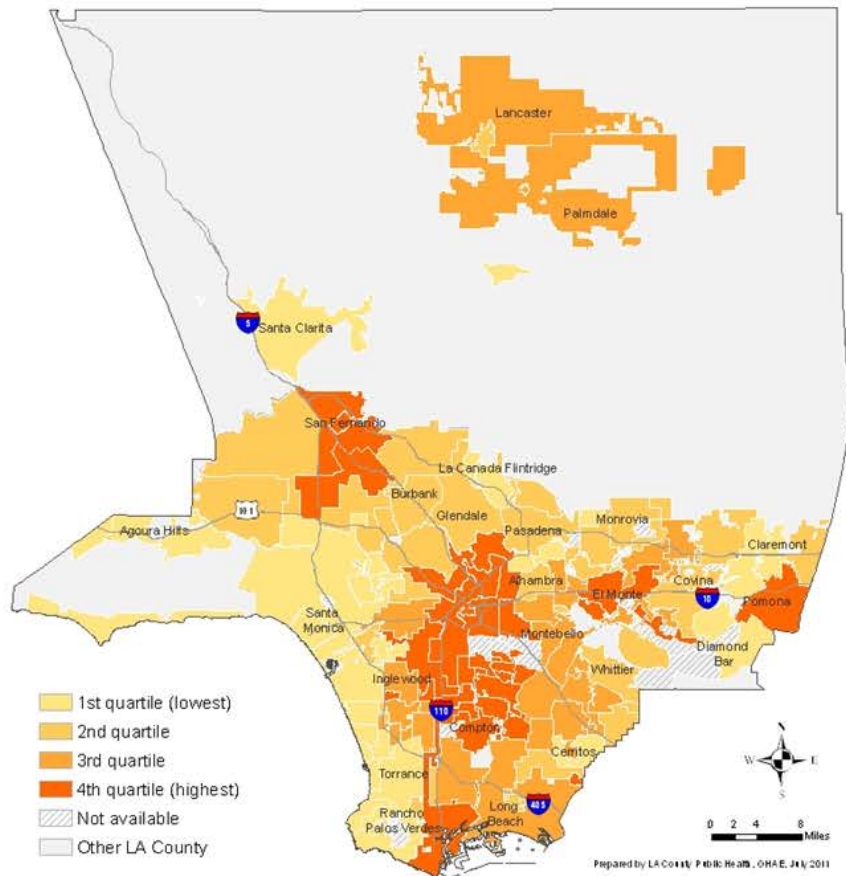 Lancaster
Palmdale
5
Santa Clarita
San Fernando
La Canada Flintridge
Burbank
101
Glendale
Pasadena
Monrovia
Agoura Hills
Claremont
Alhambra
El Monte
Covina
10
Pomona
Santa
Monica
Montebello
Diamond
Bar
Whittier
Inglewood
110
Compton
Cerritos
Torrance
Rancho
Palos Verdes
Long
Beach
405
1st quartile (lowest)
2nd quartile
3rd quartile
4th quartile (highest)
Not available
Other LA County
N
W E
S
0 2 4 8
Miles
Prepared by LA County Public Health, OHAE, July 2011